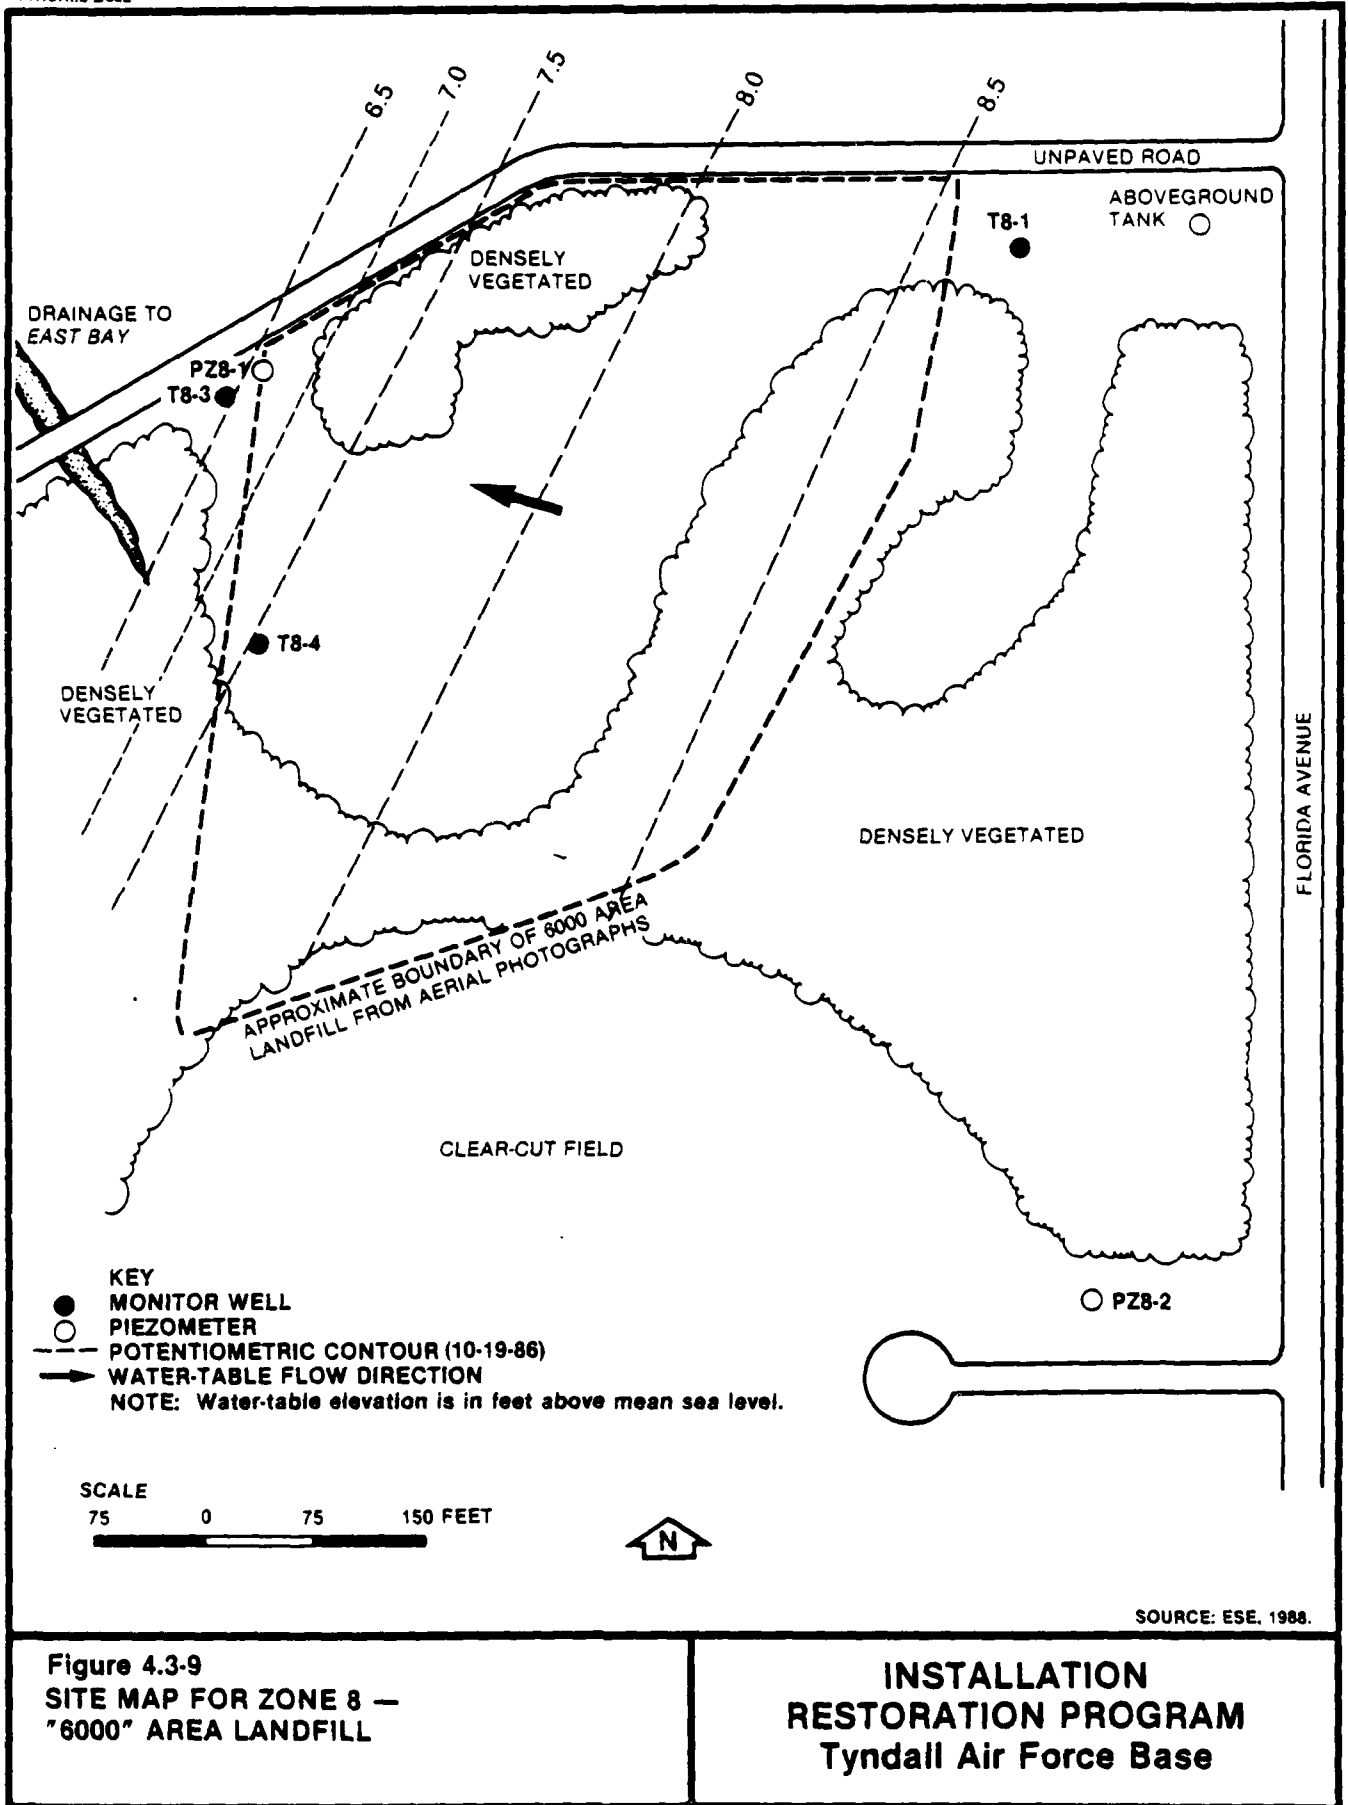 6.5
7.0
7.5
8.0
8.5
UNPAVED ROAD
ABOVEGROUND
TANK
T8-1
DENSELY
VEGETATED
DRAINAGE TO
EAST BAY
PZ8-1
T8-3
T8-4
DENSELY
VEGETATED
FLORIDA AVENUE
DENSELY VEGETATED
APPROXIMATE BOUNDARY OF 6000 AREA
LANDFILL FROM AERIAL PHOTOGRAPHS
CLEAR-CUT FIELD
PZ8-2
KEY
MONITOR WELL
PIEZOMETER
POTENTIOMETRIC CONTOUR (10-19-86)
WATER-TABLE FLOW DIRECTION
NOTE: Water-table elevation is in feet above mean sea level.
SCALE
75 0 75 150 FEET
N
SOURCE: ESE, 1988.
Figure 4.3-9
SITE MAP FOR ZONE 8 —
"6000" AREA LANDFILL
INSTALLATION
RESTORATION PROGRAM
Tyndall Air Force Base